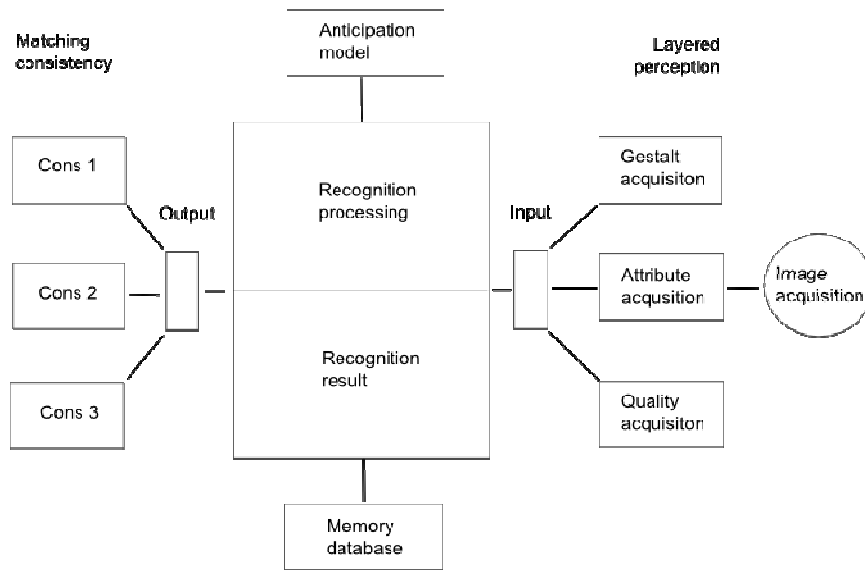 Matching
consistency
Anticipation
model
Layered
perception
Cons 1
Output
Recognition
processing
Input
Gestalt
acquisiton
Cons 2
Attribute
acqusition
Image
acquisition
Recognition
result
Cons 3
Quality
acquisiton
Memory
database